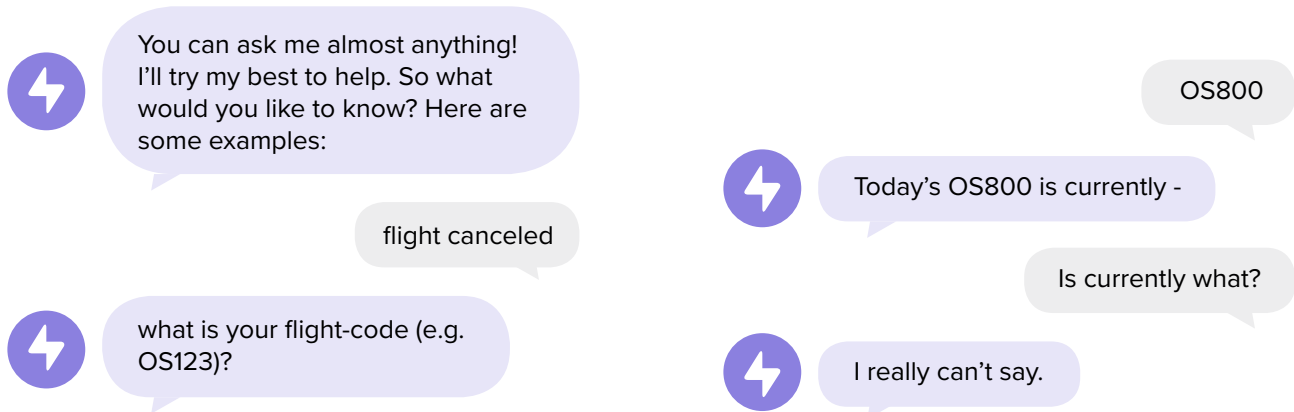 You can ask me almost anything!
I’ll try my best to help. So what
would you like to know? Here are
some examples:
flight canceled
what is your flight-code (e.g.
OS123)?
OS800
Today’s OS800 is currently -
Is currently what?
I really can’t say.